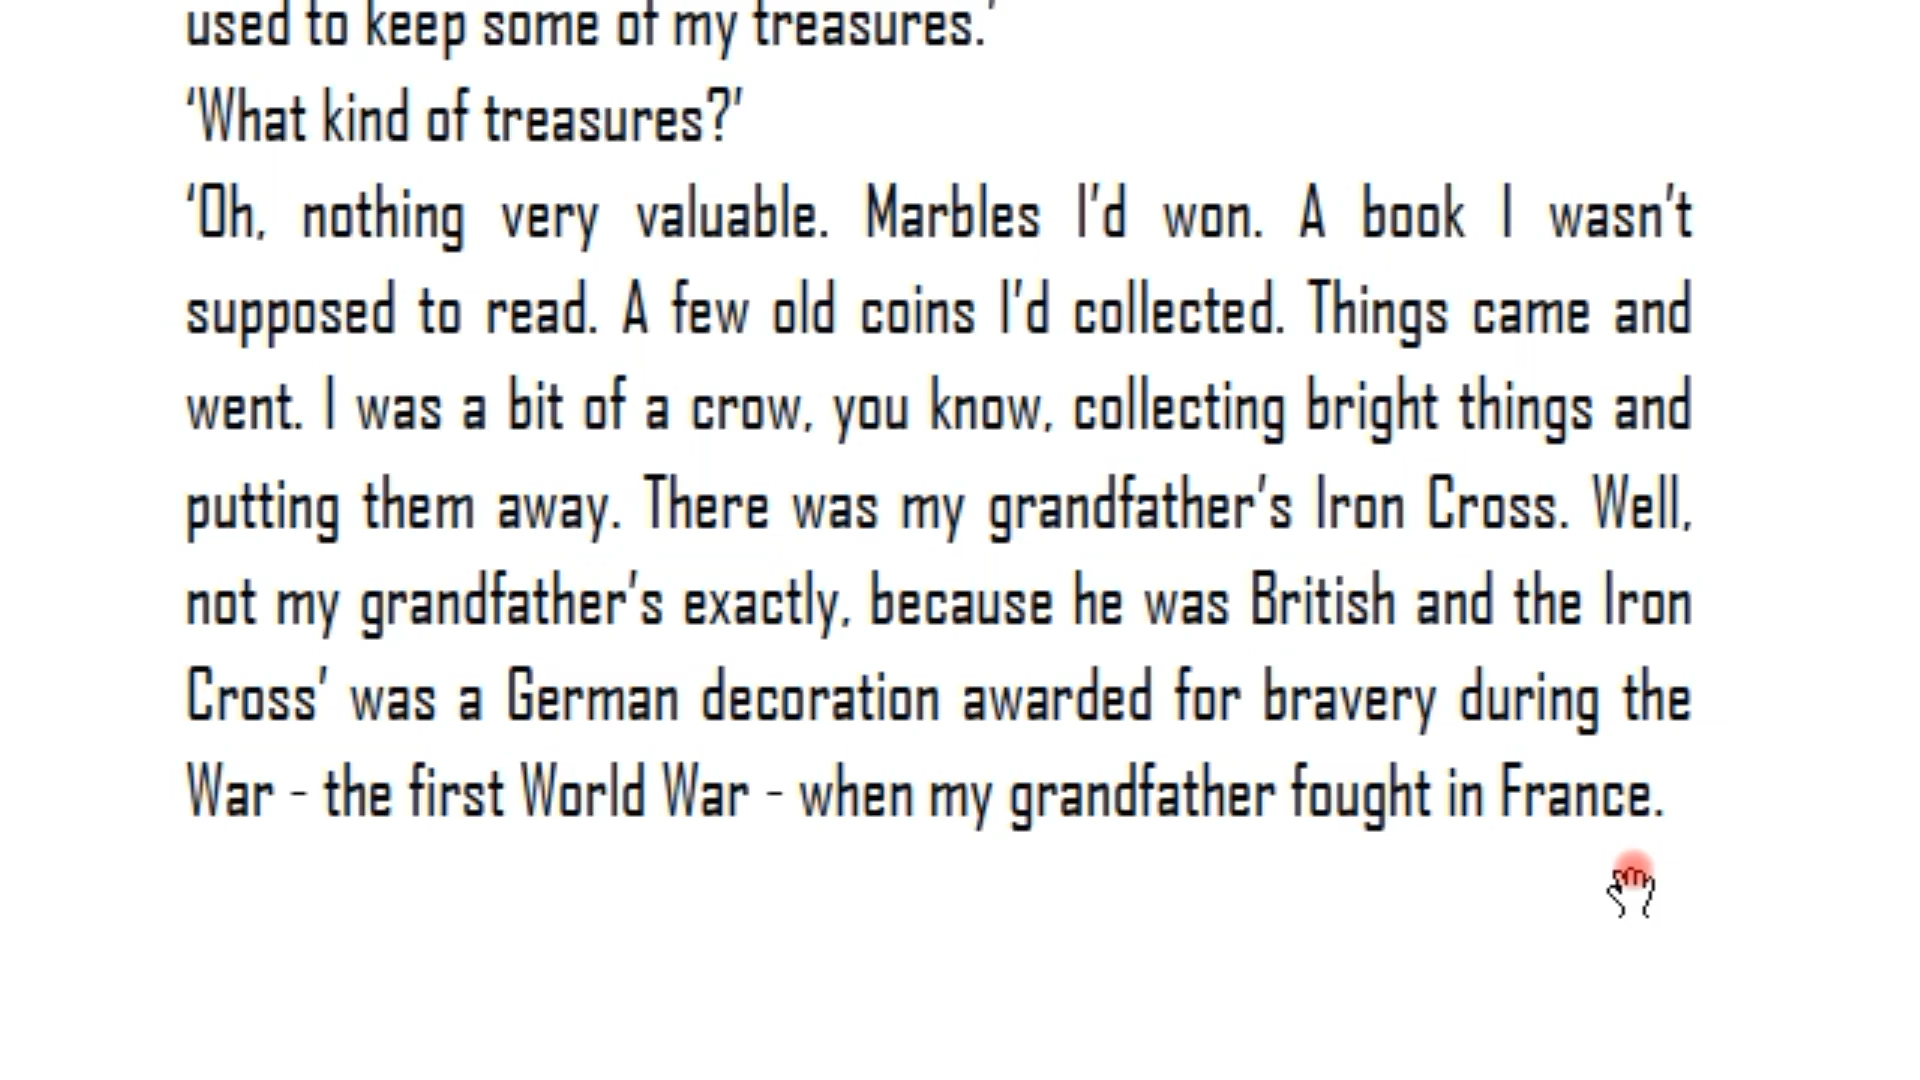 used to keep some of my treasures.’
‘What kind of treasures?’
‘Oh, nothing very valuable. Marbles I’d won. A book I wasn’t
supposed to read. A few old coins I’d collected. Things came and
went. I was a bit of a crow, you know, collecting bright things and
putting them away. There was my grandfather’s Iron Cross. Well,
not my grandfather’s exactly, because he was British and the Iron
Cross’ was a German decoration awarded for bravery during the
War - the first World War - when my grandfather fought in France.